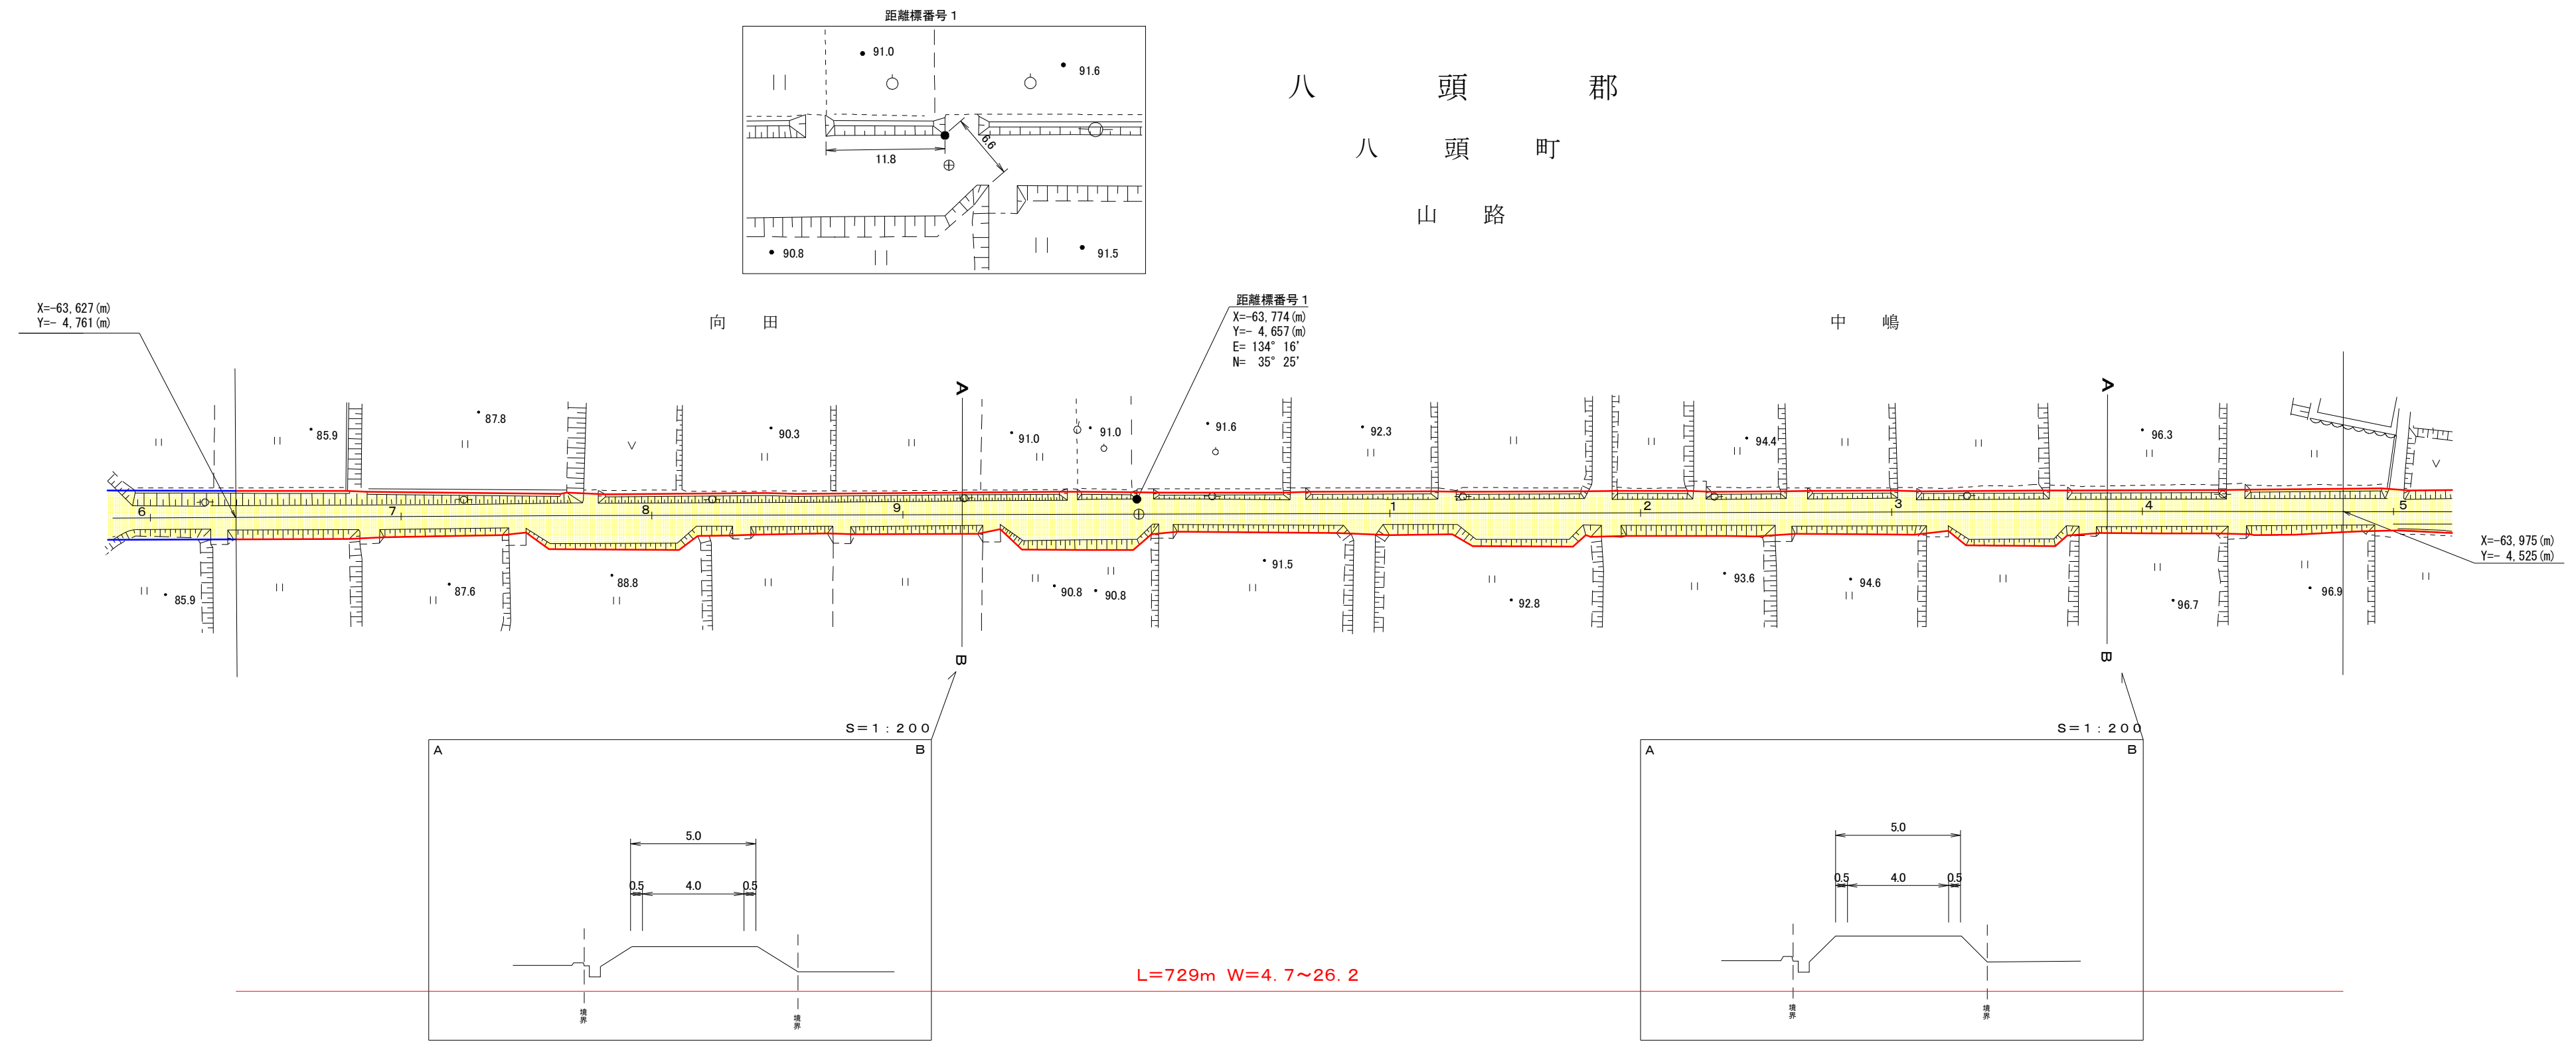 距離標番号1
91.0
91.6
11.8
6.6
90.8
91.5
八頭郡
八頭町
山路
X=-63,627(m)
Y=- 4,761(m)
向田
距離標番号1
X=-63,774(m)
Y=- 4,657(m)
E= 134° 16'
N= 35° 25'
中嶋
A
A
85.9
87.8
90.3
91.0
91.0
91.6
92.3
94.4
96.3
6
7
8
9
1
2
3
4
5
X=-63,975(m)
Y=- 4,525(m)
85.9
87.6
88.8
90.8
90.8
91.5
92.8
93.6
94.6
96.7
96.9
B
B
S=1:200
A B
5.0
0.5 4.0 0.5
境界
境界
L=729m W=4.7~26.2
S=1:200
A B
5.0
0.5 4.0 0.5
境界
境界